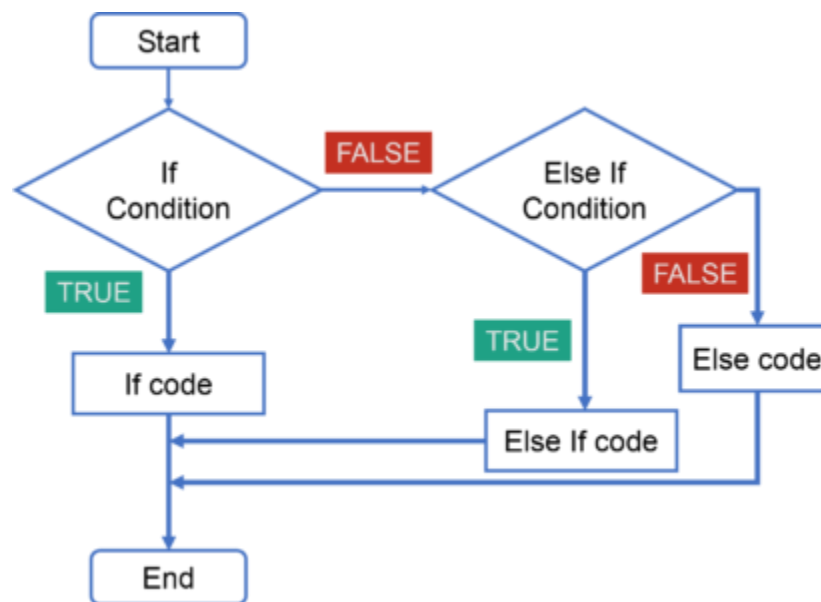 Start
If
Condition
FALSE
Else If
Condition
TRUE
FALSE
TRUE
If code
Else code
Else If code
End